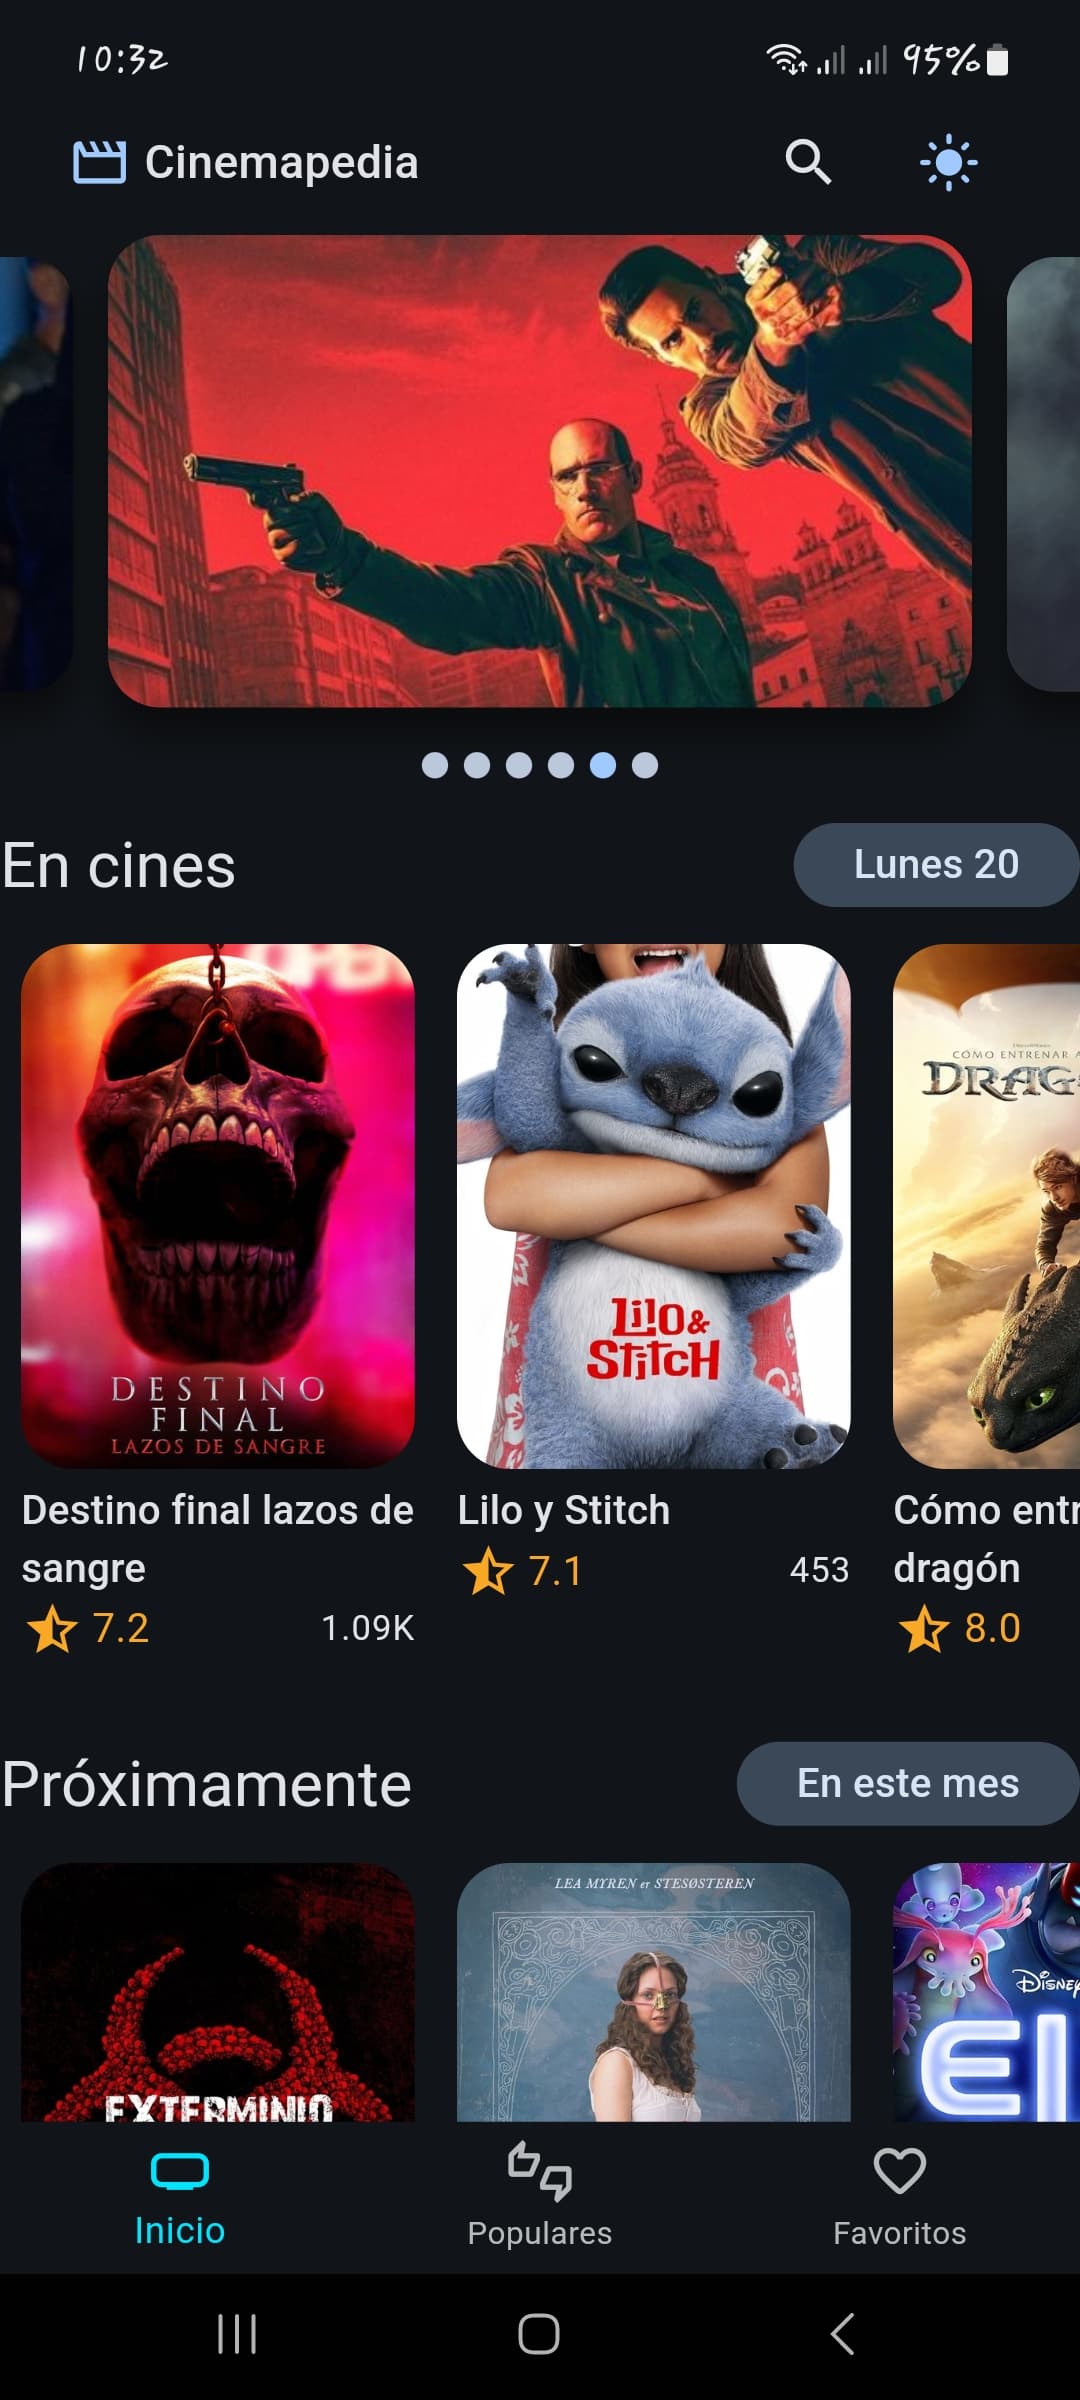 10:32
95%
Cinemapedia
En cines
Lunes 20
DESTINO
FINAL
LAZOS DE SANGRE
Lilo &
Stitch
CÓMO ENTRENAR A
Destino final lazos de
sangre
7.2
1.09K
Lilo y Stitch
7.1
453
Cómo entr
dragón
8.0
Próximamente
En este mes
EXTERMINIO
LEA MYREN er STESØSTEREN
DISNEY
El
Inicio
Populares
Favoritos